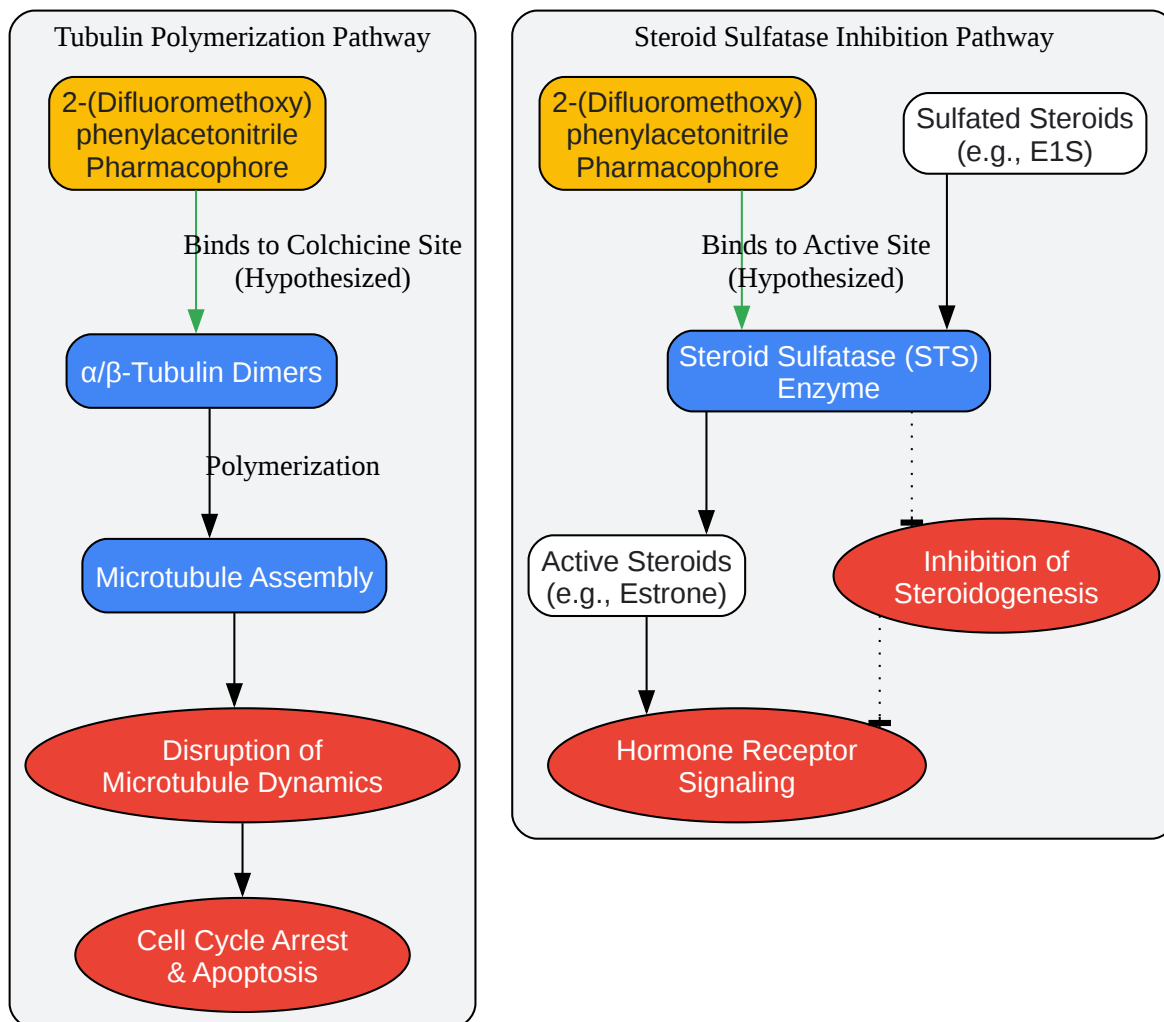 Tubulin Polymerization Pathway
2-(Difluoromethoxy)
phenylacetonitrile
Pharmacophore
Binds to Colchicine Site
(Hypothesized)
α/β-Tubulin Dimers
Polymerization
Microtubule Assembly
Disruption of
Microtubule Dynamics
Cell Cycle Arrest
& Apoptosis
Steroid Sulfatase Inhibition Pathway
2-(Difluoromethoxy)
phenylacetonitrile
Pharmacophore
Sulfated Steroids
(e.g., E1S)
Binds to Active Site
(Hypothesized)
Steroid Sulfatase (STS)
Enzyme
Active Steroids
(e.g., Estrone)
Inhibition of
Steroidogenesis
Hormone Receptor
Signaling